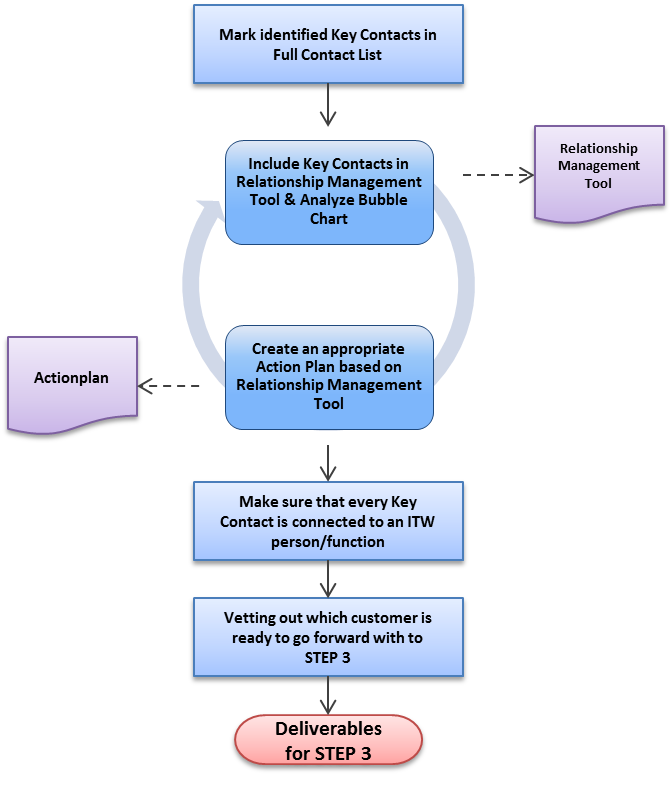 Mark identified Key Contacts in
Full Contact List
Include Key Contacts in
Relationship Management
Tool & Analyze Bubble
Chart
Relationship
Management
Tool
Create an appropriate
Action Plan based on
Relationship Management
Tool
Actionplan
Make sure that every Key
Contact is connected to an ITW
person/function
Vetting out which customer is
ready to go forward with to
STEP 3
Deliverables
for STEP 3